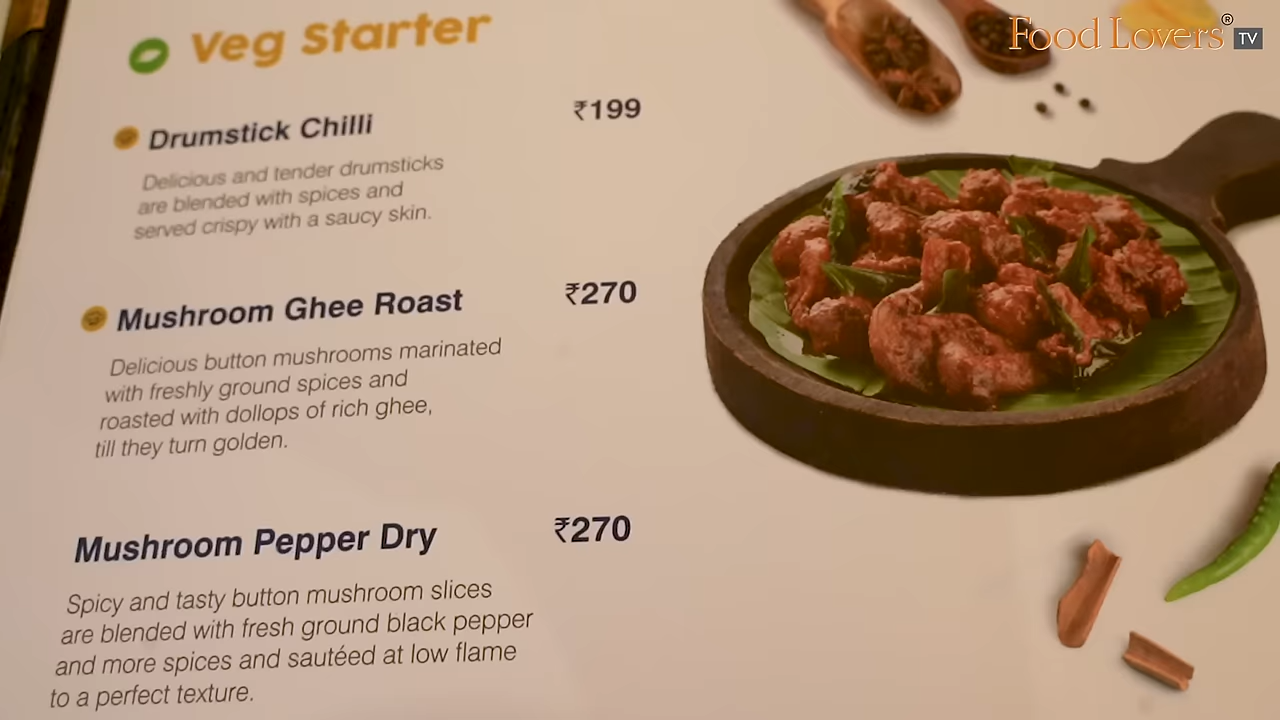 Food Lovers® TV
Veg Starter
Drumstick Chilli ₹199
Delicious and tender drumsticks
are blended with spices and
served crispy with a saucy skin.
Mushroom Ghee Roast ₹270
Delicious button mushrooms marinated
with freshly ground spices and
roasted with dollops of rich ghee,
till they turn golden.
Mushroom Pepper Dry ₹270
Spicy and tasty button mushroom slices
are blended with fresh ground black pepper
and more spices and sautéed at low flame
to a perfect texture.